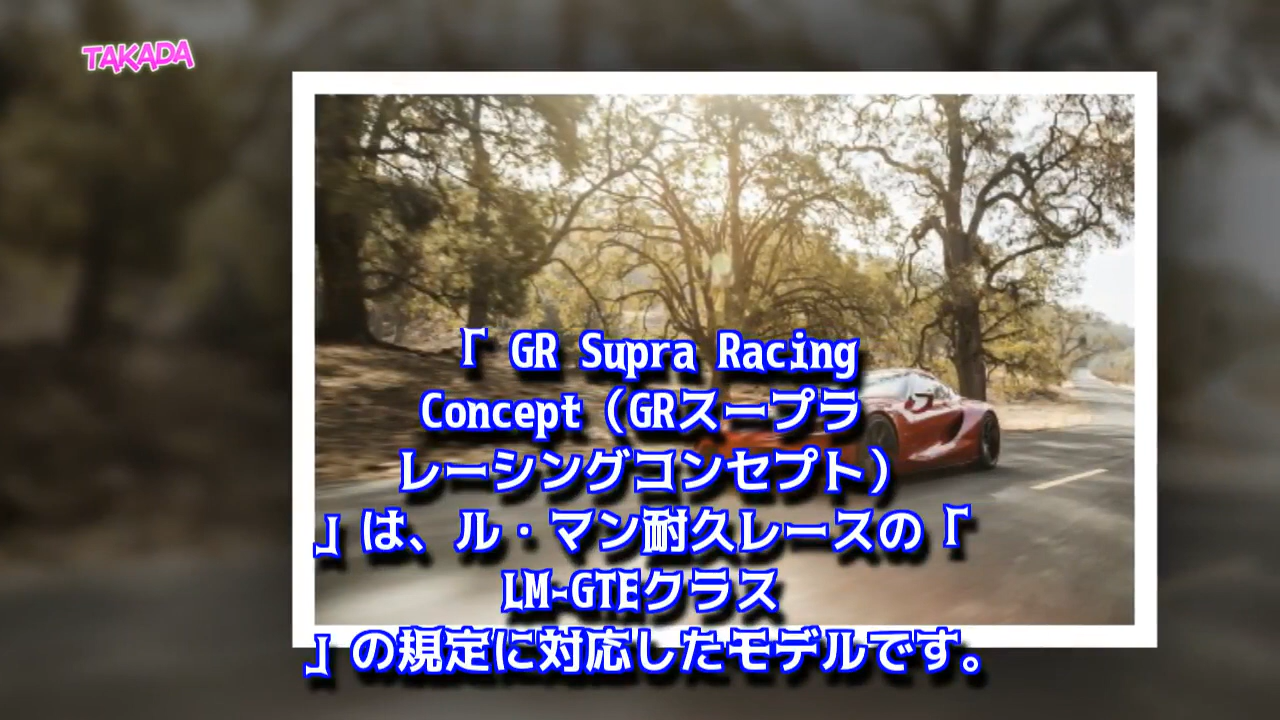 TAKADA
「 GR Supra Racing
Concept（GRスープラ
レーシングコンセプト）
」は、ル・マン耐久レースの「
LM-GTEクラス
」の規定に対応したモデルです。